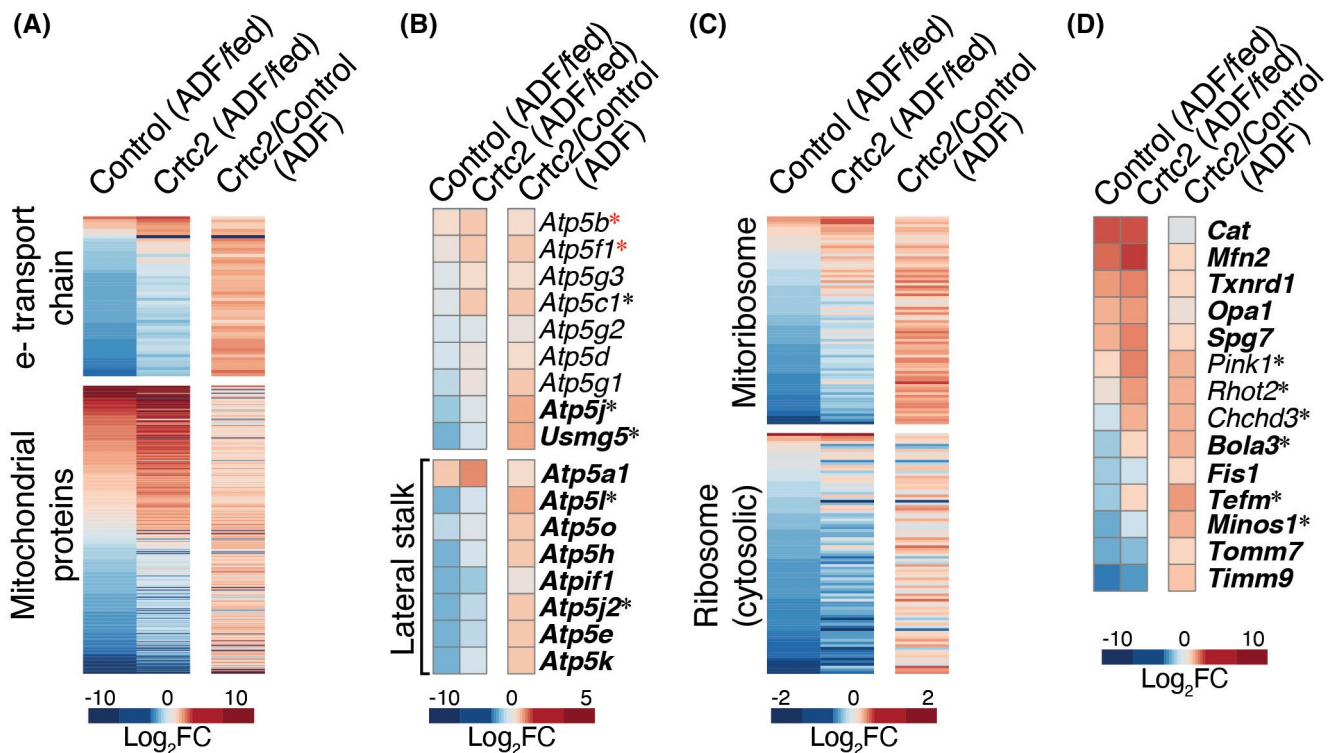 (A)
Control (ADF/fed)
Crtc2 (ADF/fed)
Crtc2/Control
(ADF)
e- transport
chain
Mitochondrial
proteins
-10 0 10
Log2FC
(B)
Control (ADF/fed)
Crtc2 (ADF/fed)
Crtc2/Control
(ADF)
Atp5b*
Atp5f1*
Atp5g3
Atp5c1*
Atp5g2
Atp5d
Atp5g1
Atp5j*
Usmg5*
Lateral stalk
Atp5a1
Atp5l*
Atp5o
Atp5h
Atpif1
Atp5j2*
Atp5e
Atp5k
-10 0 5
Log2FC
(C)
Control (ADF/fed)
Crtc2 (ADF/fed)
Crtc2/Control
(ADF)
Mitoribosome
Ribosome
(cytosolic)
-2 0 2
Log2FC
(D)
Control (ADF/fed)
Crtc2 (ADF/fed)
Crtc2/Control
(ADF)
Cat
Mfn2
Txnrd1
Opa1
Spg7
Pink1*
Rhot2*
Chchd3*
Bola3*
Fis1
Tefm*
Minos1*
Tomm7
Timm9
-10 0 10
Log2FC